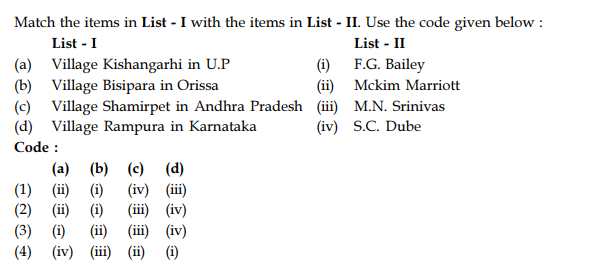 Match the items in List - I with the items in List - II. Use the code given below :
List - I List - II
(a) Village Kishangarhi in U.P (i) F.G. Bailey
(b) Village Bisipara in Orissa (ii) Mckim Marriott
(c) Village Shamirpet in Andhra Pradesh (iii) M.N. Srinivas
(d) Village Rampura in Karnataka (iv) S.C. Dube
Code :
(a) (b) (c) (d)
(1) (ii) (i) (iv) (iii)
(2) (ii) (i) (iii) (iv)
(3) (i) (ii) (iii) (iv)
(4) (iv) (iii) (ii) (i)